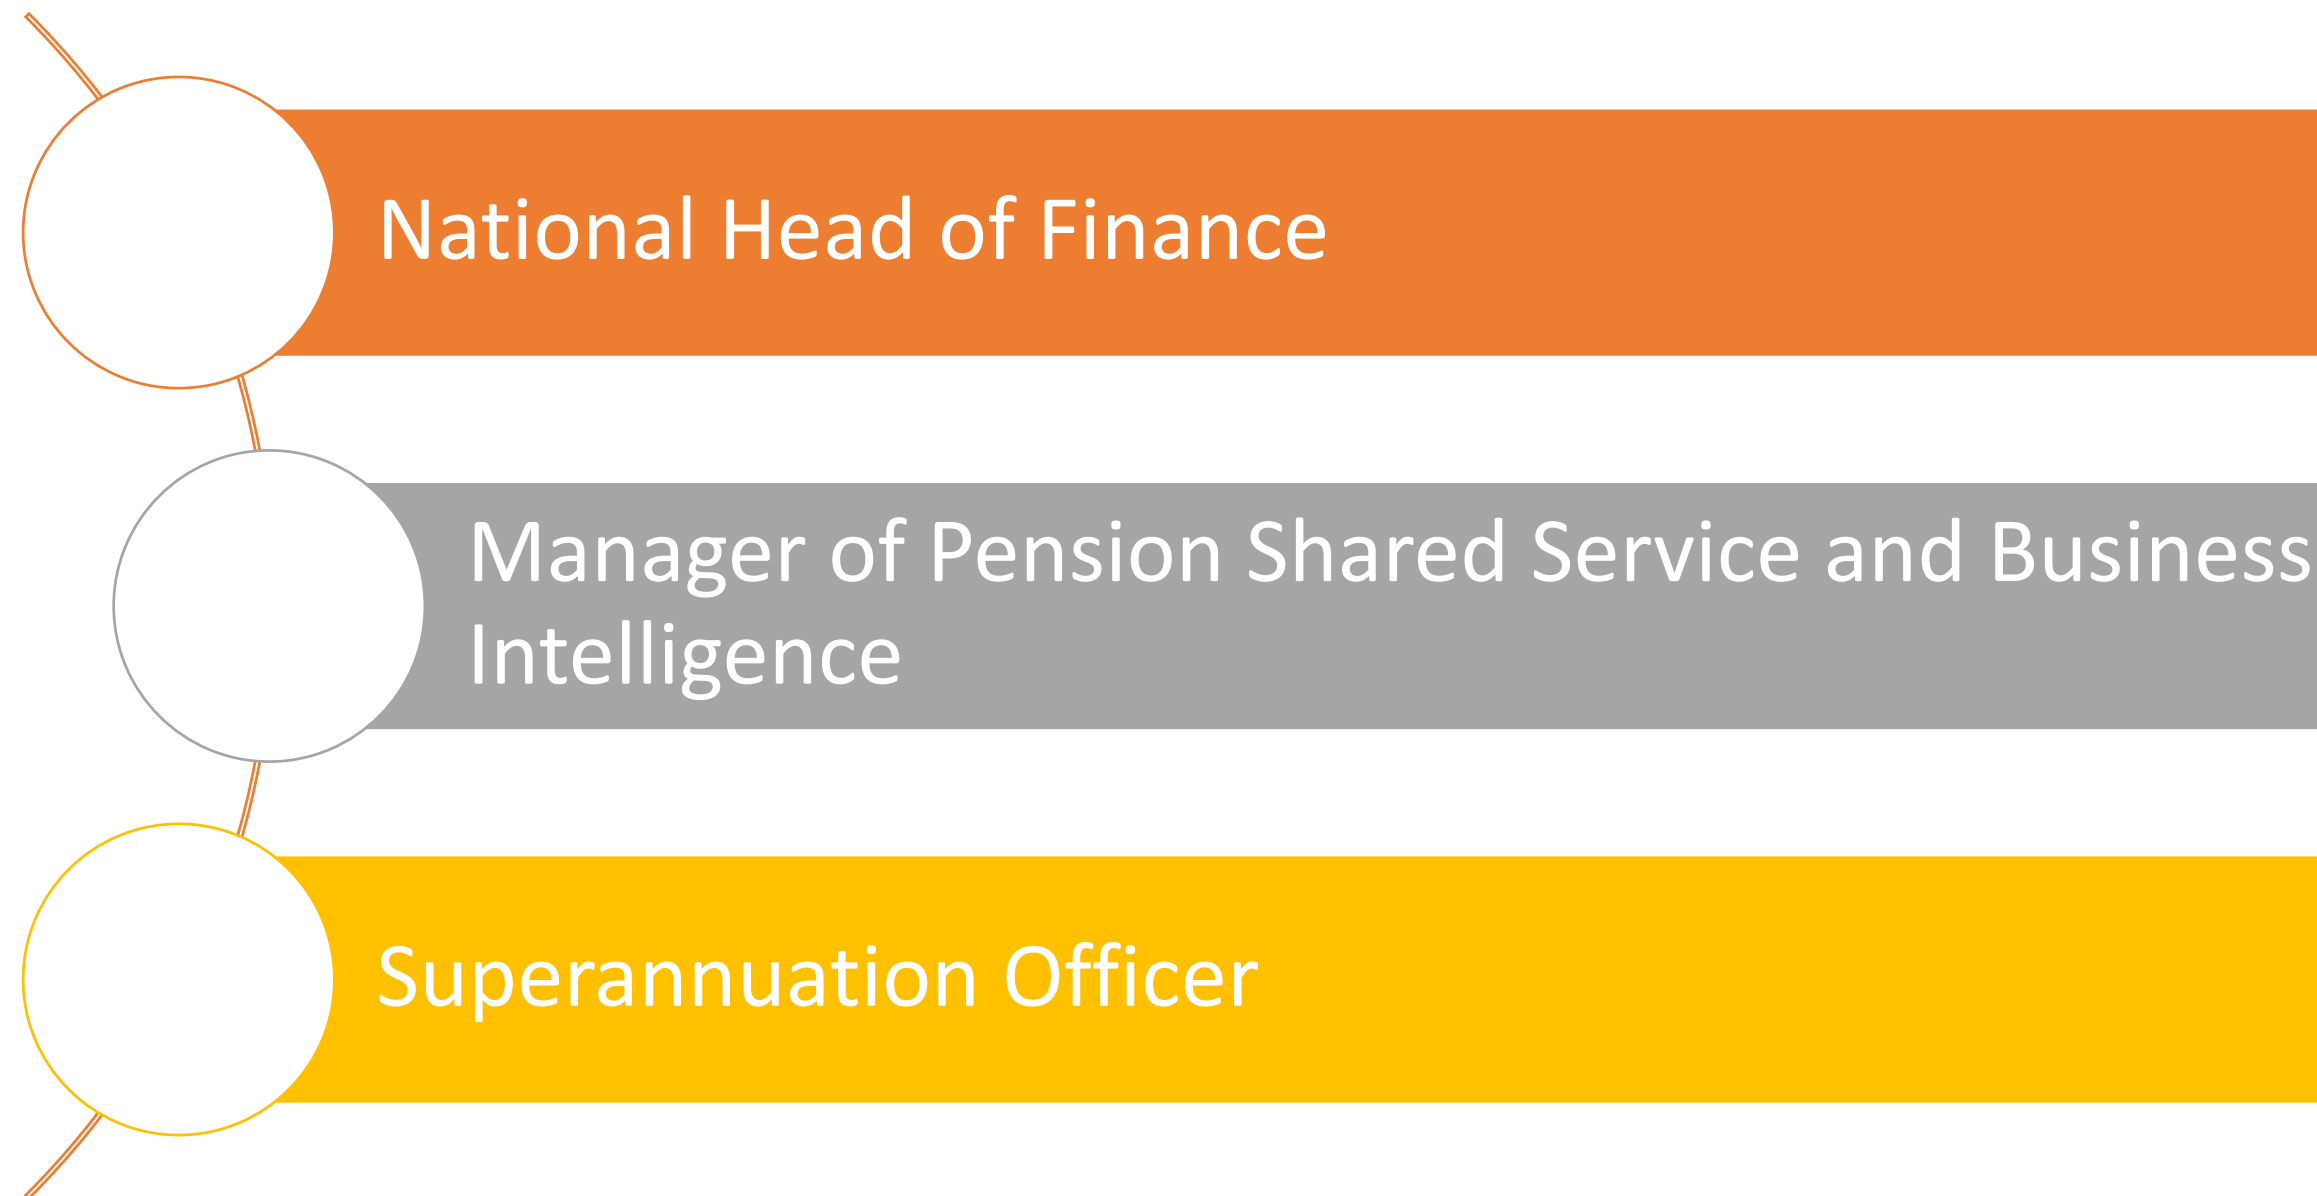 National Head of Finance
Manager of Pension Shared Service and Business
Intelligence
Superannuation Officer